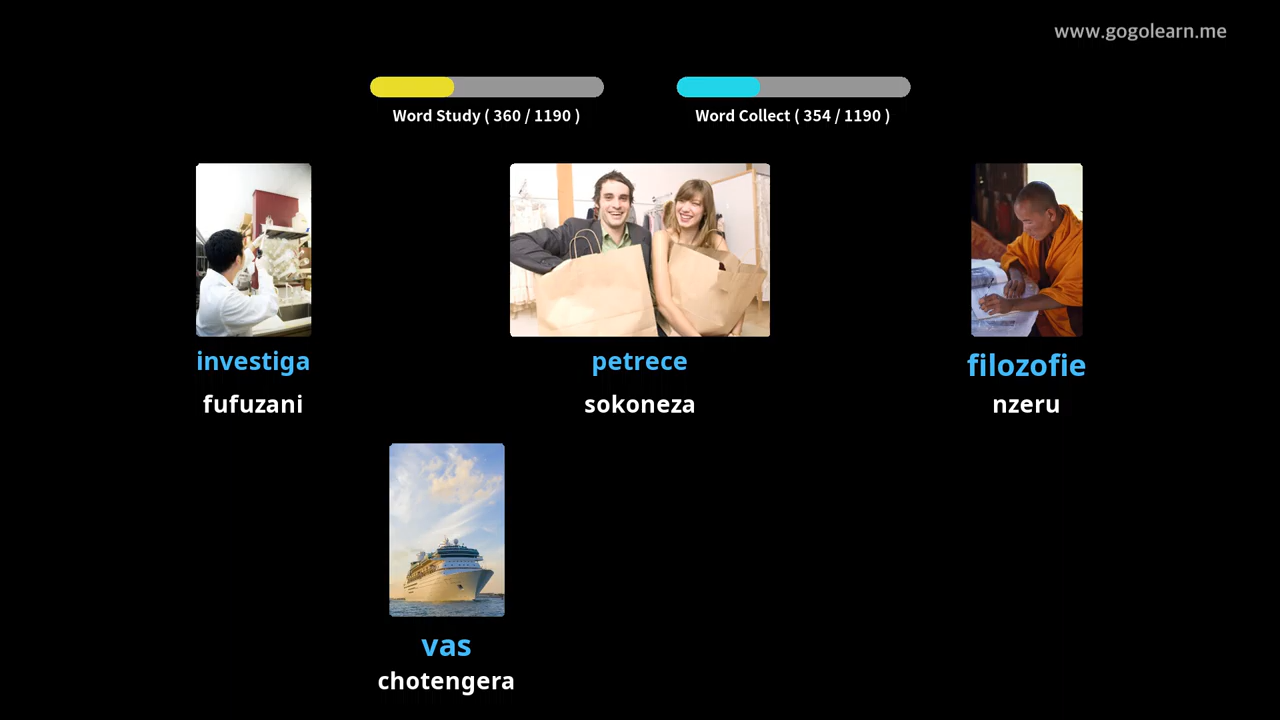 www.gogolearn.me
Word Study ( 360 / 1190 )
Word Collect ( 354 / 1190 )
investiga
fufuzani
petrece
sokoneza
filozofie
nzeru
vas
chotengera